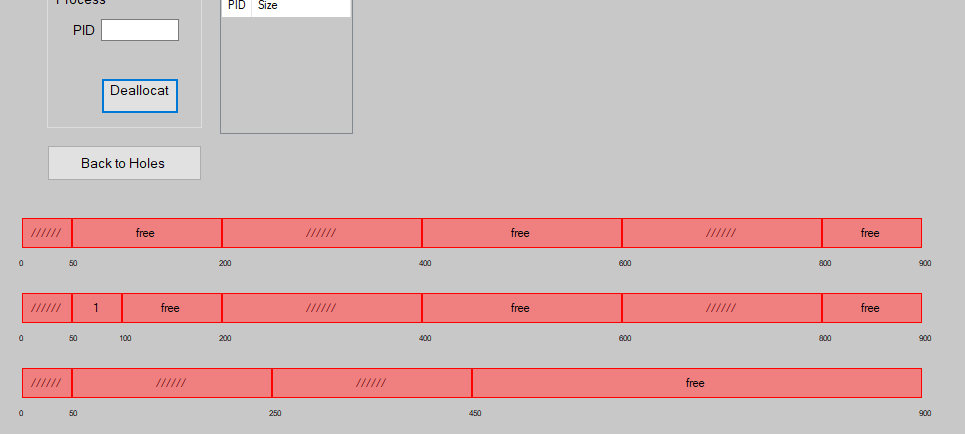 Process
PID Size
PID
Deallocat
Back to Holes
////// free ////// free ////// free
0 50 200 400 600 800 900
////// 1 free ////// free ////// free
0 50 100 200 400 600 800 900
////// ////// ////// free
0 50 250 450 900